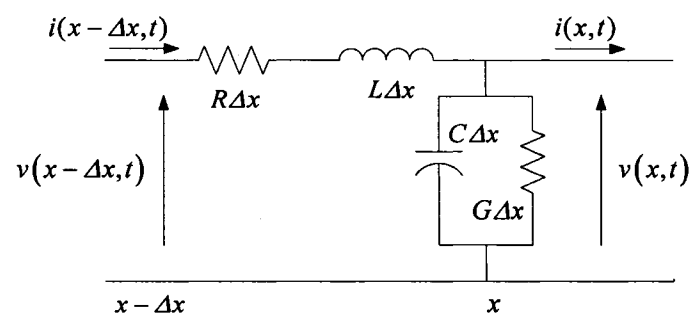 i(x − Δx,t)
i(x,t)
RΔx
LΔx
CΔx
v(x − Δx,t)
v(x,t)
GΔx
x − Δx
x